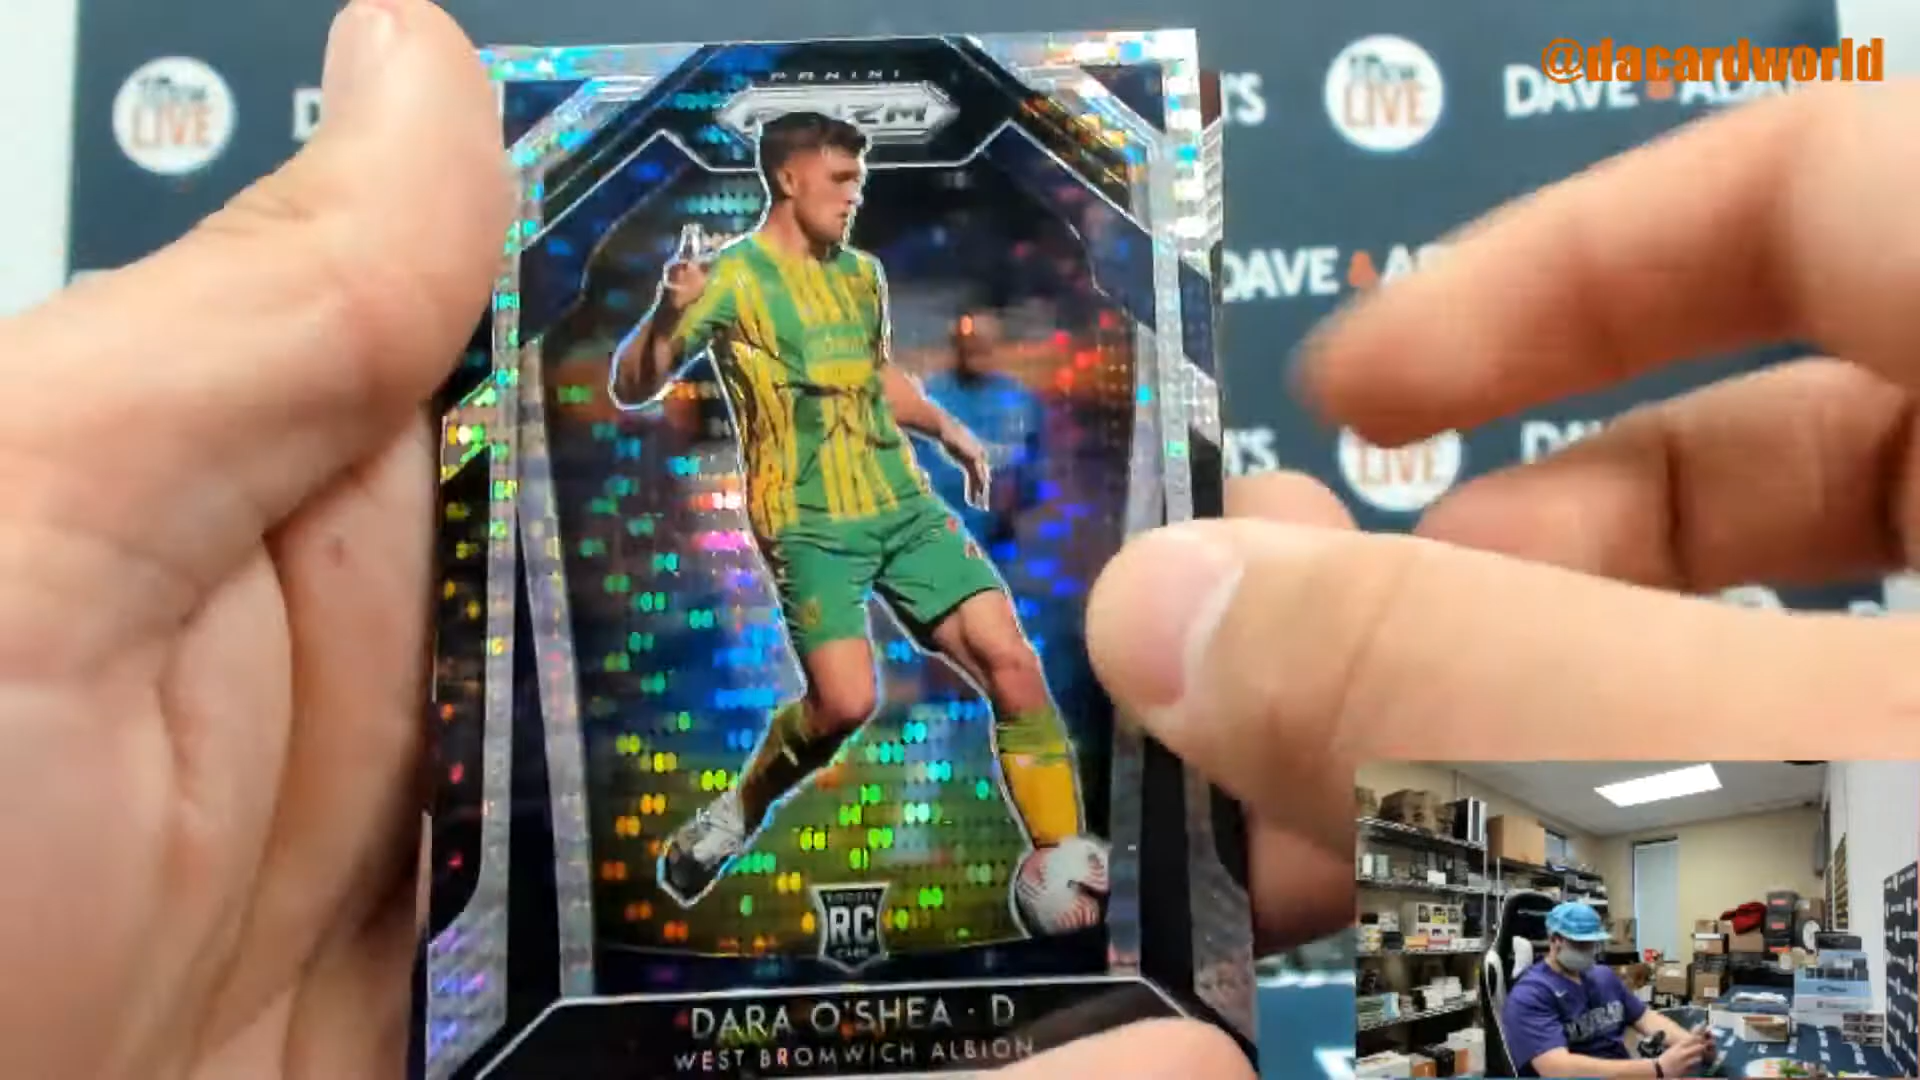 @dacardworld
LIVE
LIVE
DAVE
PANINI
PRIZM
DAVE
LIVE
RC
DARA O'SHEA · D
WEST BROMWICH ALBION